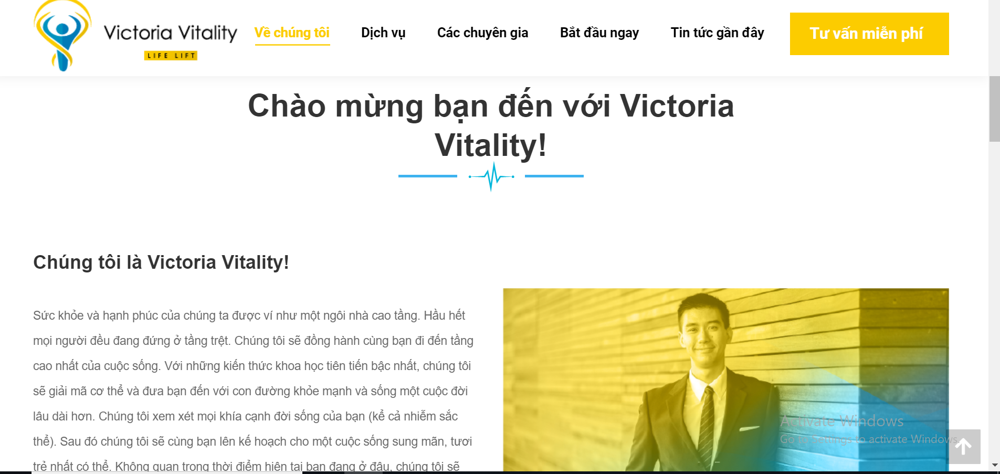 Victoria Vitality
LIFE LIFT
Về chúng tôi
Dịch vụ
Các chuyên gia
Bắt đầu ngay
Tin tức gần đây
Tư vấn miễn phí
Chào mừng bạn đến với Victoria
Vitality!
Chúng tôi là Victoria Vitality!
Sức khỏe và hạnh phúc của chúng ta được ví như một ngôi nhà cao tầng. Hầu hết
mọi người đều đang đứng ở tầng trệt. Chúng tôi sẽ đồng hành cùng bạn đi đến tầng
cao nhất của cuộc sống. Với những kiến thức khoa học tiên tiến bậc nhất, chúng tôi
sẽ giải mã cơ thể và đưa bạn đến với con đường khỏe mạnh và sống một cuộc đời
lâu dài hơn. Chúng tôi xem xét mọi khía cạnh đời sống của bạn (kể cả nhiễm sắc
thể). Sau đó chúng tôi sẽ cùng bạn lên kế hoạch cho một cuộc sống sung mãn, tươi
trẻ nhất có thể. Không quan trọng thời điểm hiện tại bạn đang ở đâu, chúng tôi sẽ
Activate Windows
Go to Settings to activate Windows.